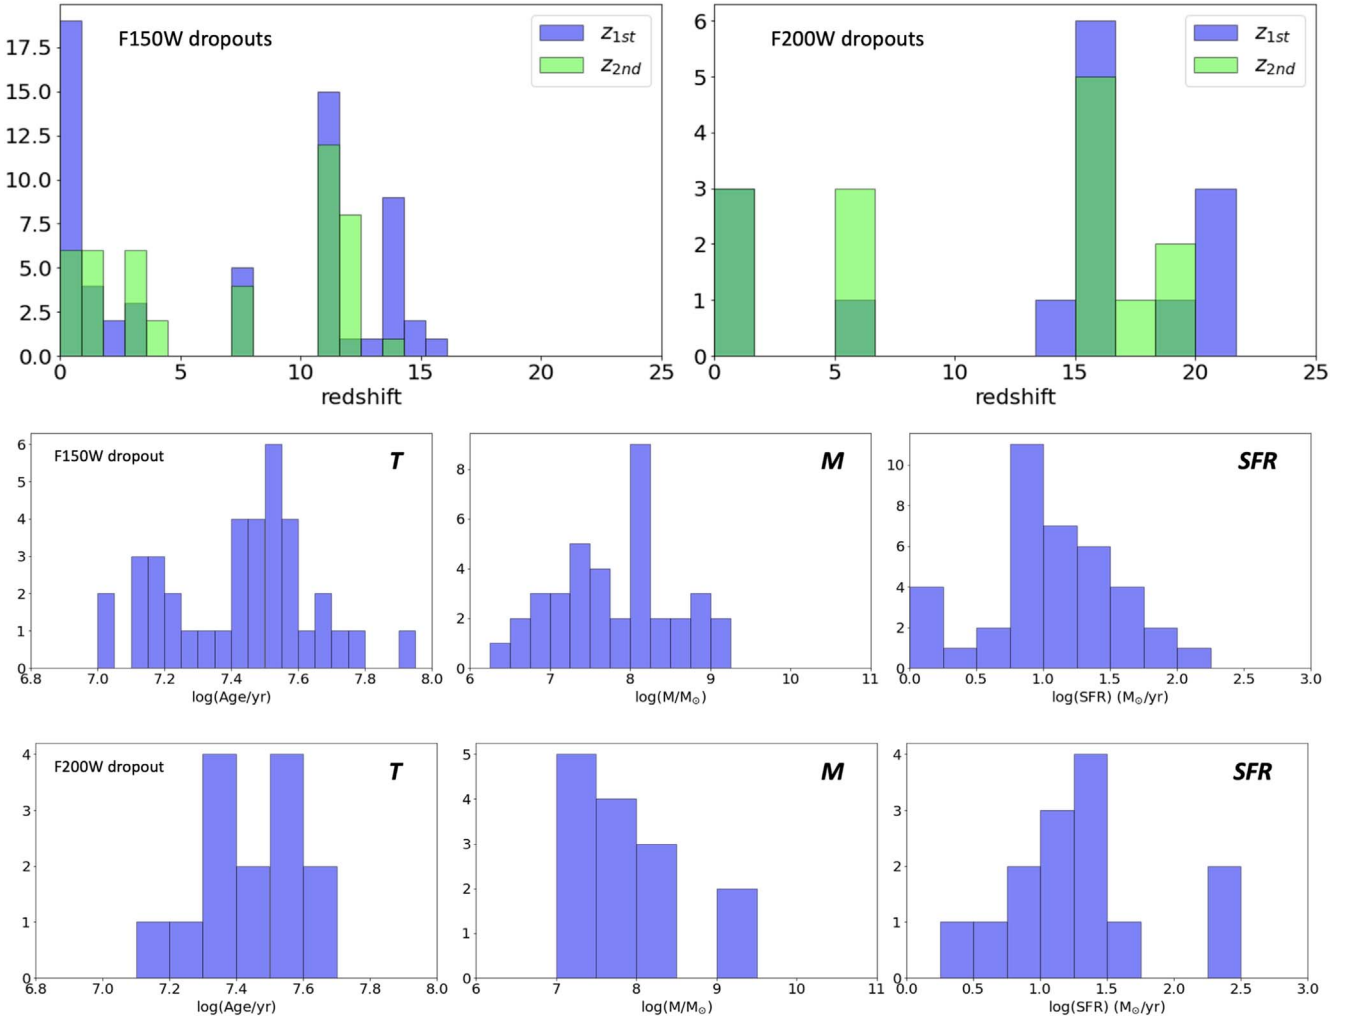 F150W dropouts
z1st
z2nd
17.5
15.0
12.5
10.0
7.5
5.0
2.5
0.0
0 5 10 15 20 25
redshift
F200W dropouts
z1st
z2nd
6
5
4
3
2
1
0
0 5 10 15 20 25
redshift
F150W dropout
T
6
5
4
3
2
1
0
6.8 7.0 7.2 7.4 7.6 7.8 8.0
log(Age/yr)
M
8
6
4
2
0
6 7 8 9 10 11
log(M/M⊙)
SFR
10
8
6
4
2
0
0.0 0.5 1.0 1.5 2.0 2.5 3.0
log(SFR) (M⊙/yr)
F200W dropout
T
4
3
2
1
0
6.8 7.0 7.2 7.4 7.6 7.8 8.0
log(Age/yr)
M
5
4
3
2
1
0
6 7 8 9 10 11
log(M/M⊙)
SFR
4
3
2
1
0
0.0 0.5 1.0 1.5 2.0 2.5 3.0
log(SFR) (M⊙/yr)